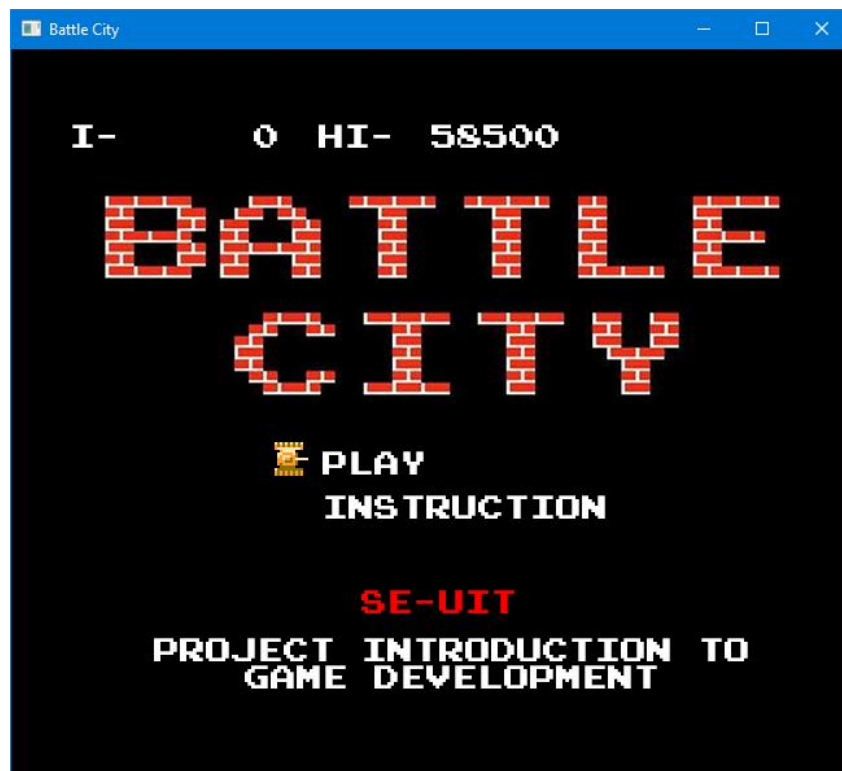 Battle City
I- 0 HI- 58500
BATTLE
CITY
PLAY
INSTRUCTION
SE-UIT
PROJECT INTRODUCTION TO
GAME DEVELOPMENT